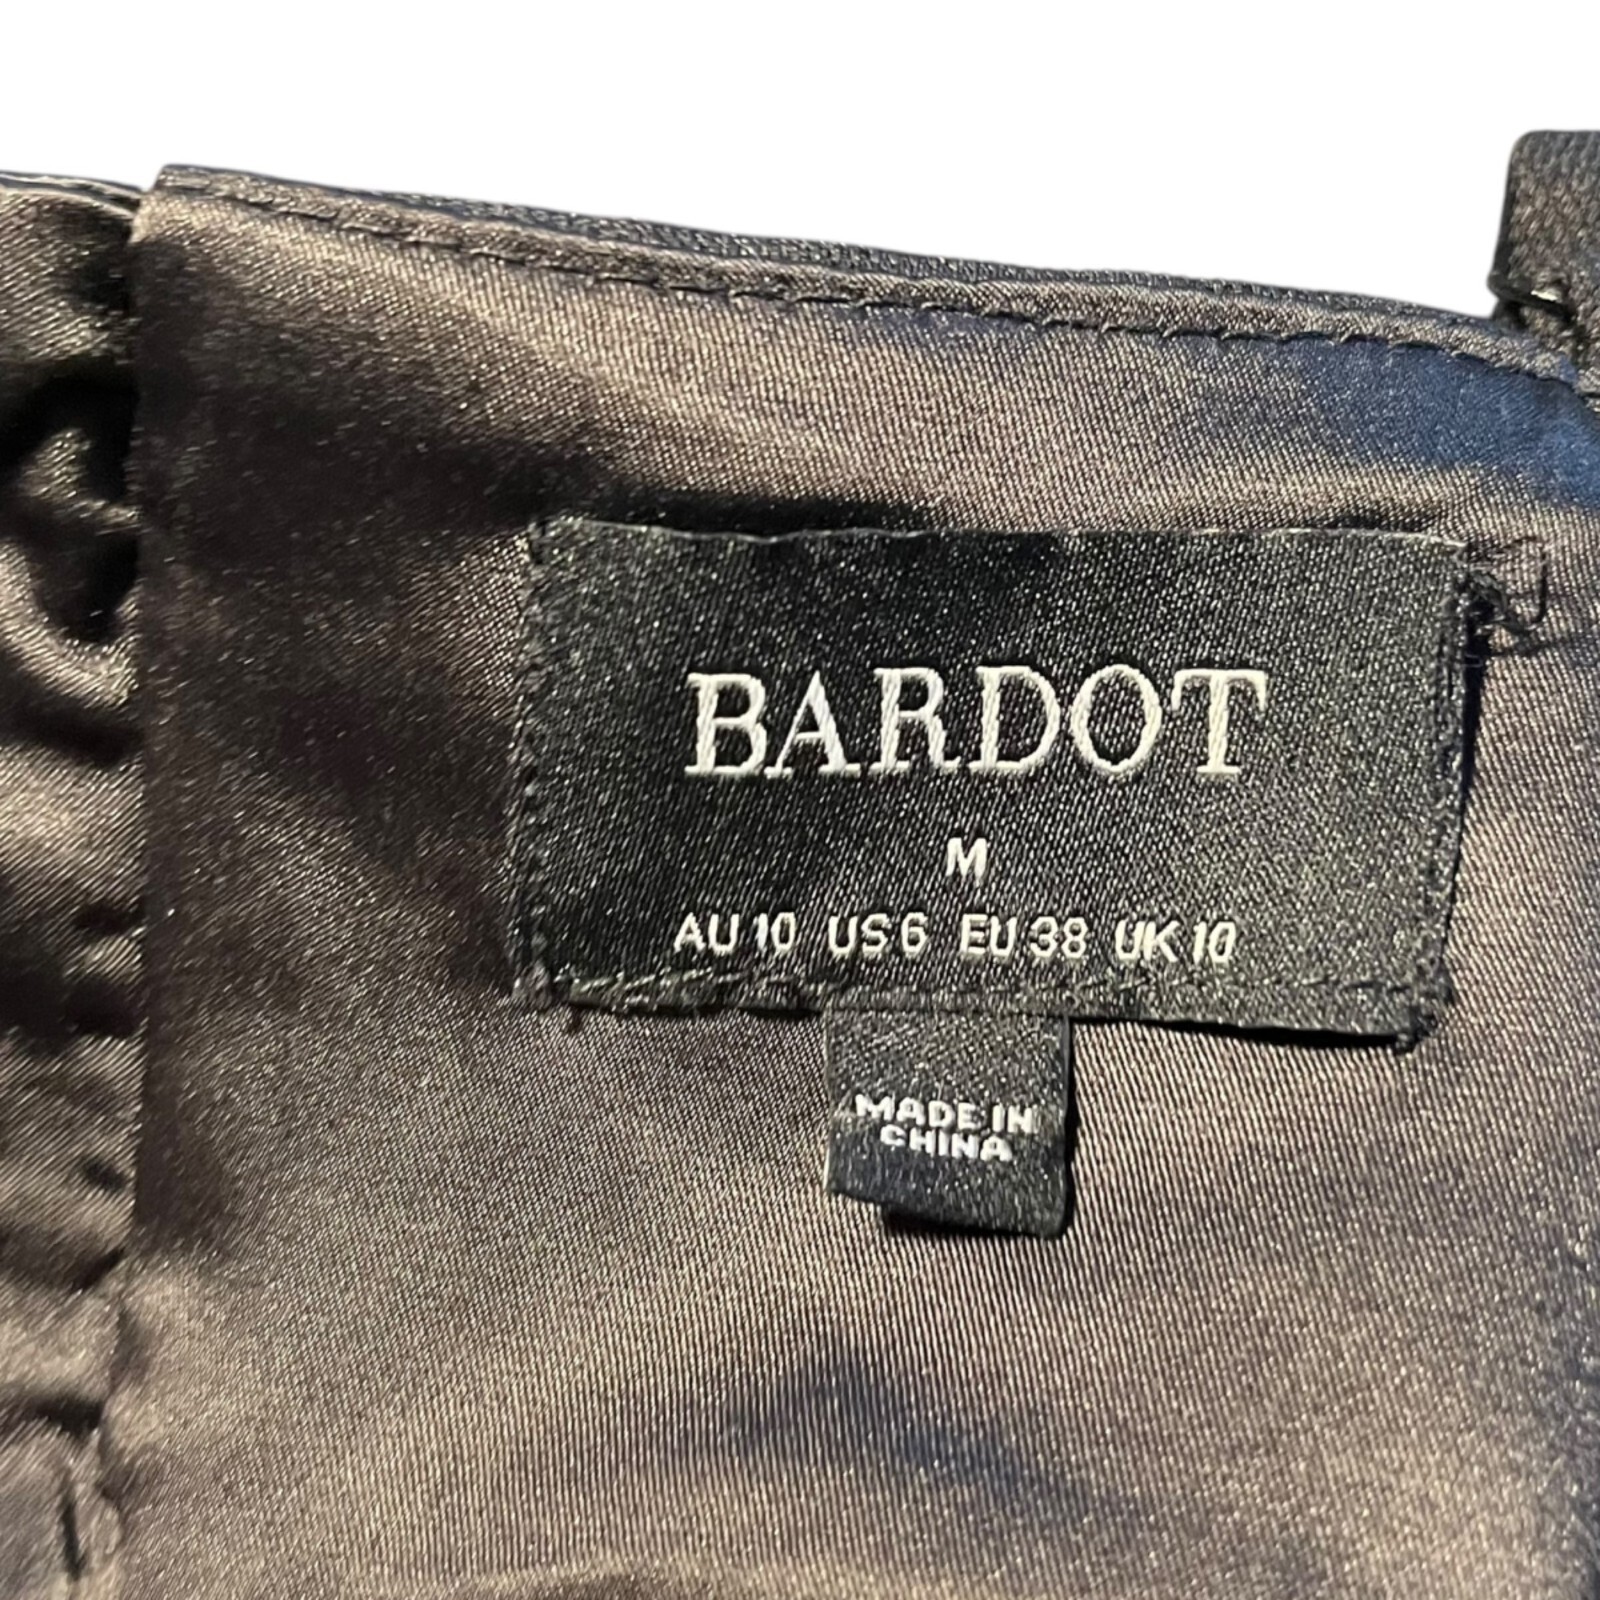 BARDOT
M
AU 10 US 6 EU 38 UK 10
MADE IN
CHINA